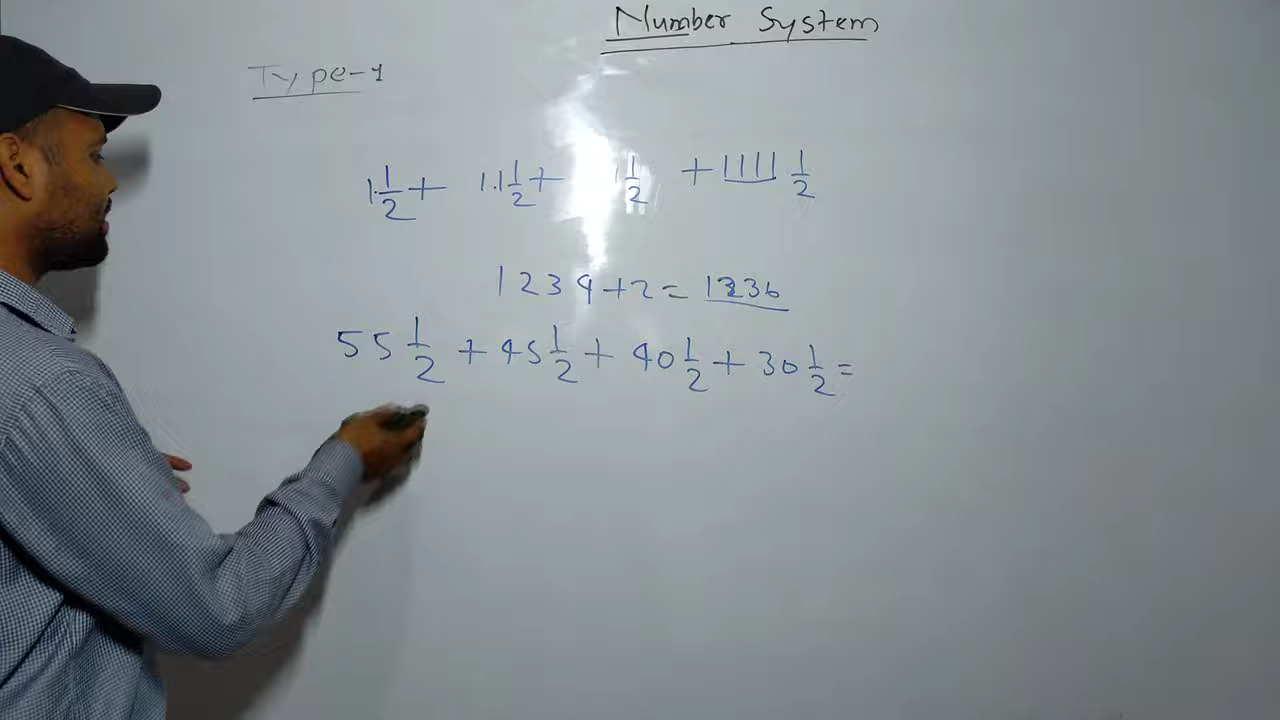 Number System
Type-1
1 1/2 + 11 1/2 + 1 1/2 + 1111 1/2
1234+2 = 1236
55 1/2 + 45 1/2 + 40 1/2 + 30 1/2 =